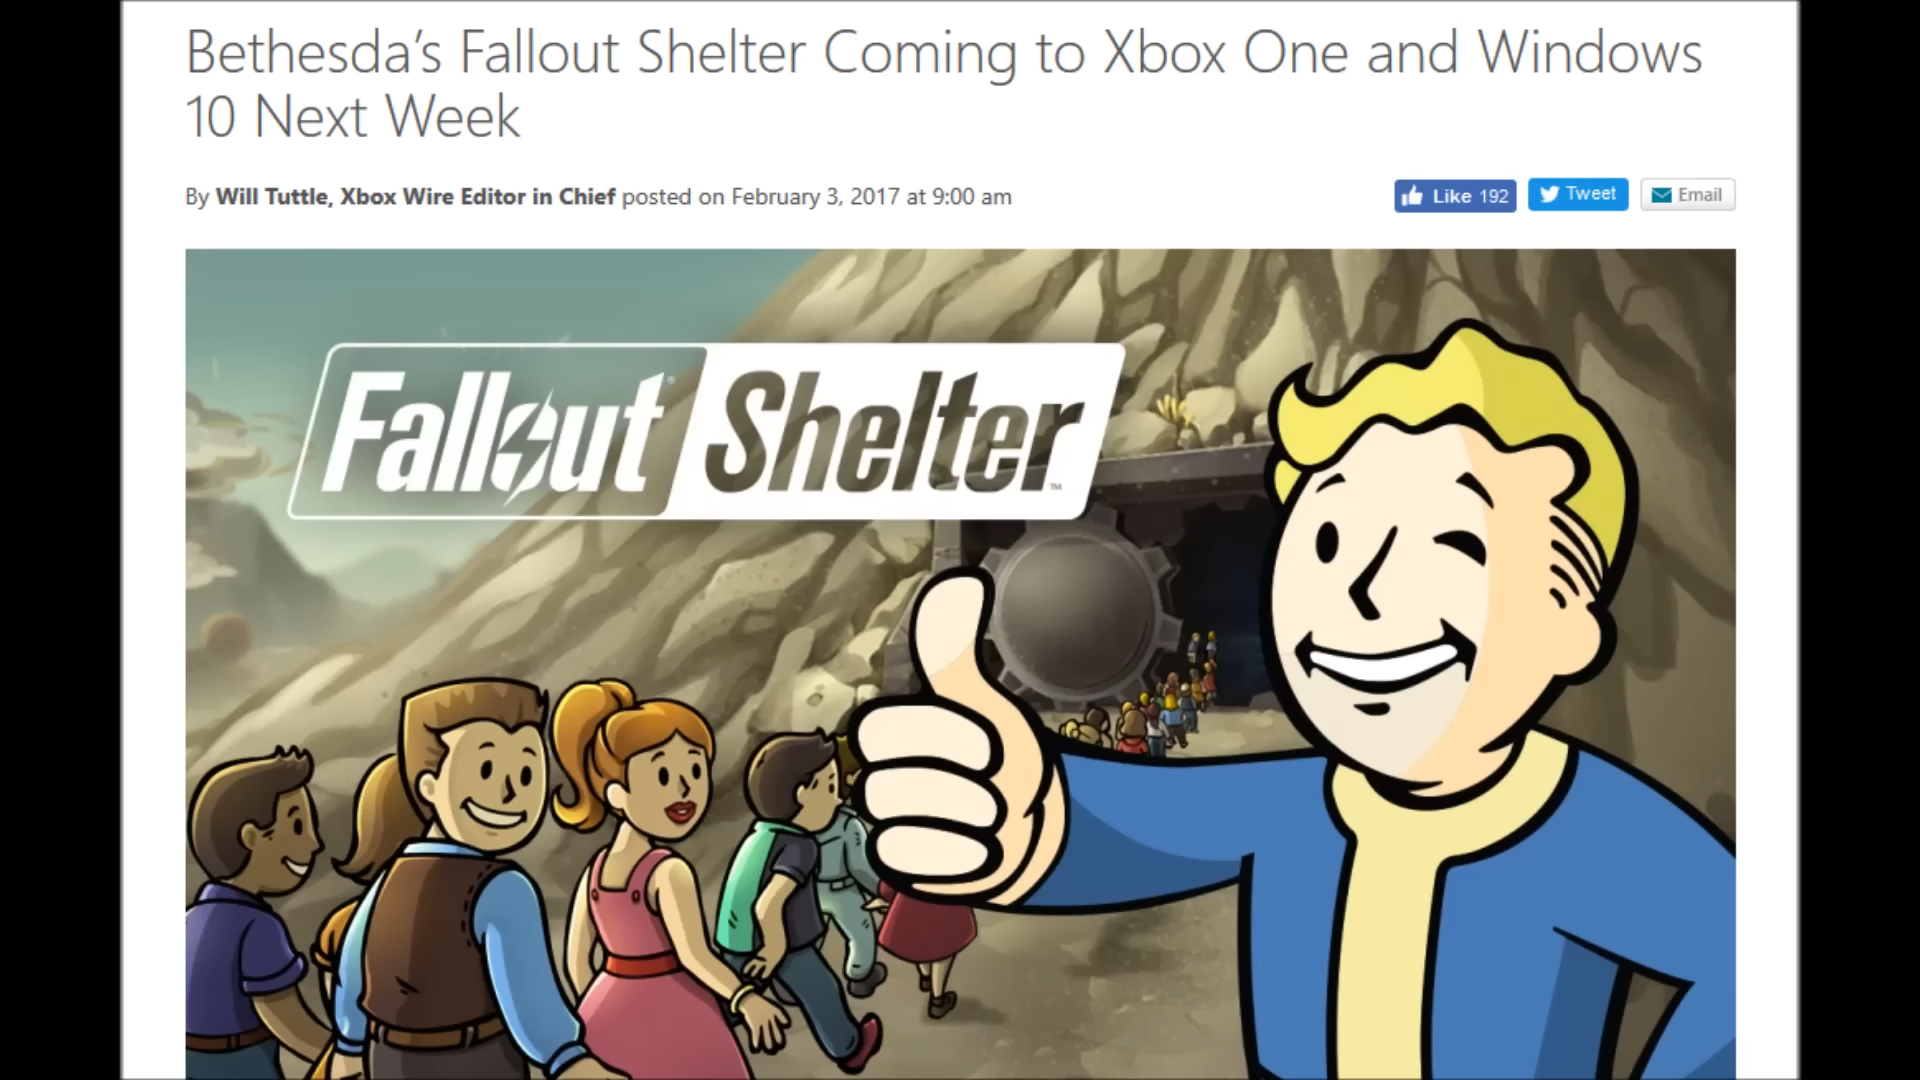 Bethesda’s Fallout Shelter Coming to Xbox One and Windows
10 Next Week
By Will Tuttle, Xbox Wire Editor in Chief posted on February 3, 2017 at 9:00 am
Like 192
Tweet
Email
Fallout Shelter™